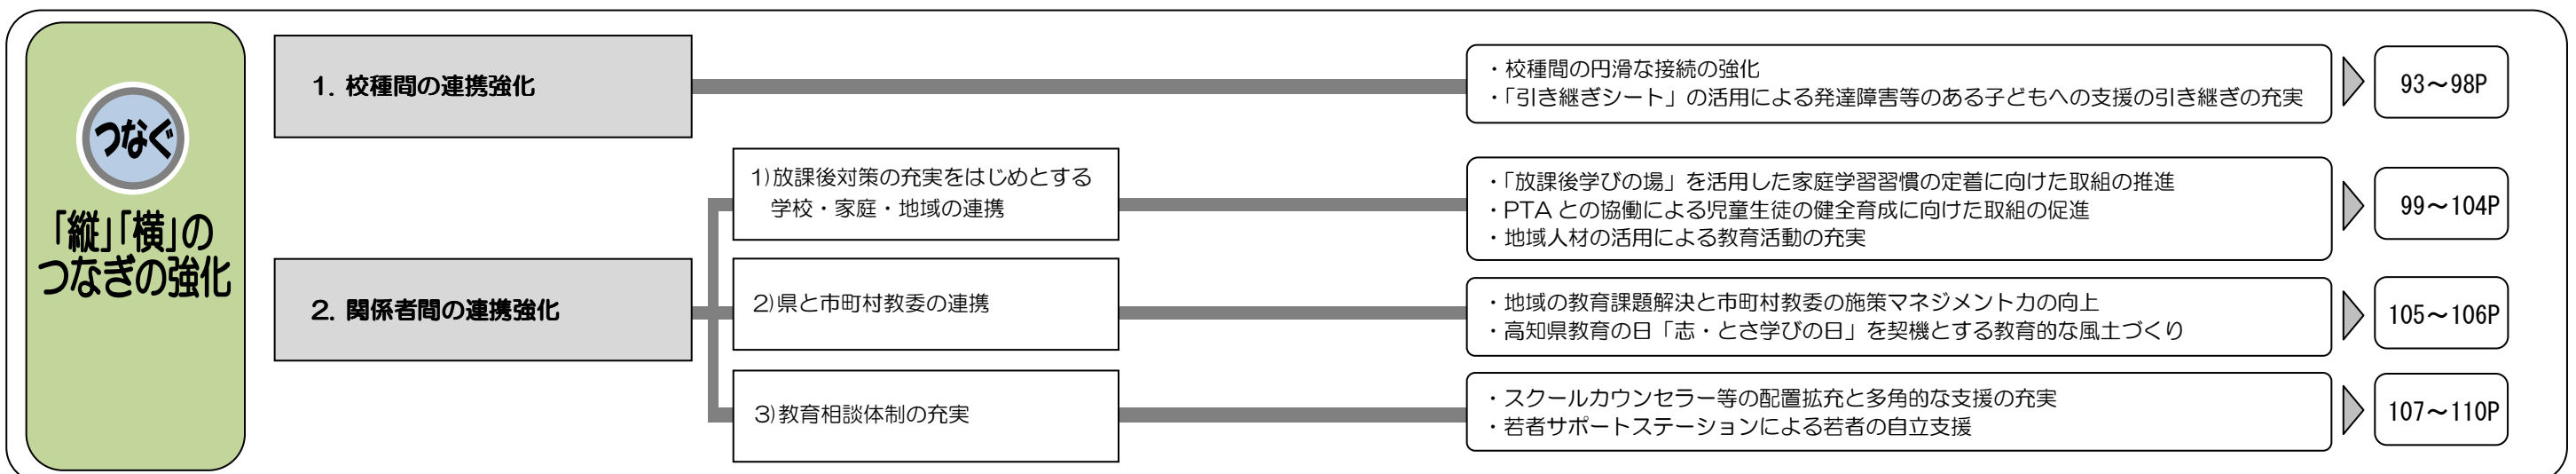 つなぐ
「縦」「横」の
つなぎの強化
1. 校種間の連携強化
・校種間の円滑な接続の強化
・「引き継ぎシート」の活用による発達障害等のある子どもへの支援の引き継ぎの充実
93～98P
2. 関係者間の連携強化
1)放課後対策の充実をはじめとする
学校・家庭・地域の連携
・「放課後学びの場」を活用した家庭学習習慣の定着に向けた取組の推進
・PTA との協働による児童生徒の健全育成に向けた取組の促進
・地域人材の活用による教育活動の充実
99～104P
2)県と市町村教委の連携
・地域の教育課題解決と市町村教委の施策マネジメント力の向上
・高知県教育の日「志・とさ学びの日」を契機とする教育的な風土づくり
105～106P
3)教育相談体制の充実
・スクールカウンセラー等の配置拡充と多角的な支援の充実
・若者サポートステーションによる若者の自立支援
107～110P